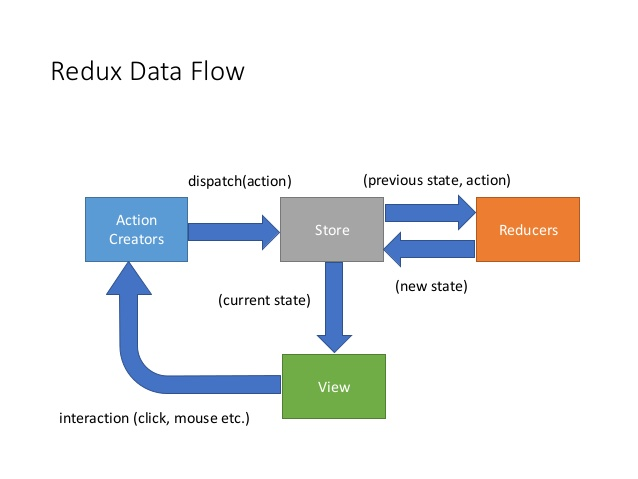 Redux Data Flow
dispatch(action)
(previous state, action)
Action
Creators
Store
Reducers
(current state)
(new state)
View
interaction (click, mouse etc.)